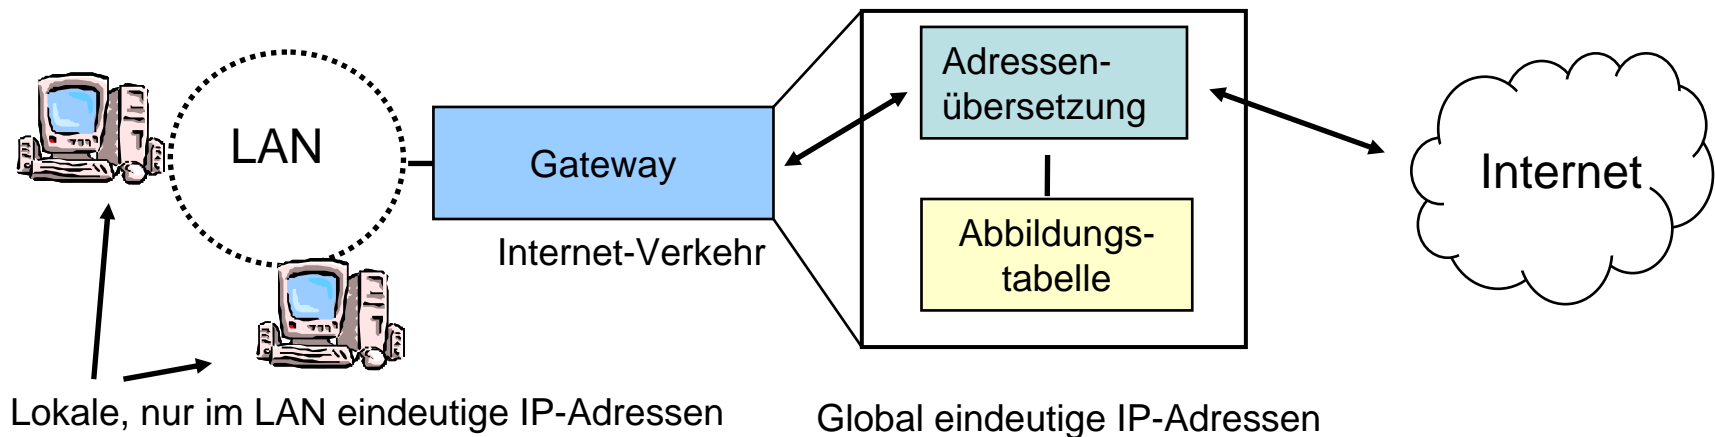 LAN
Gateway
Internet-Verkehr
Adressen-
übersetzung
Abbildungs-
tabelle
Internet
Lokale, nur im LAN eindeutige IP-Adressen
Global eindeutige IP-Adressen